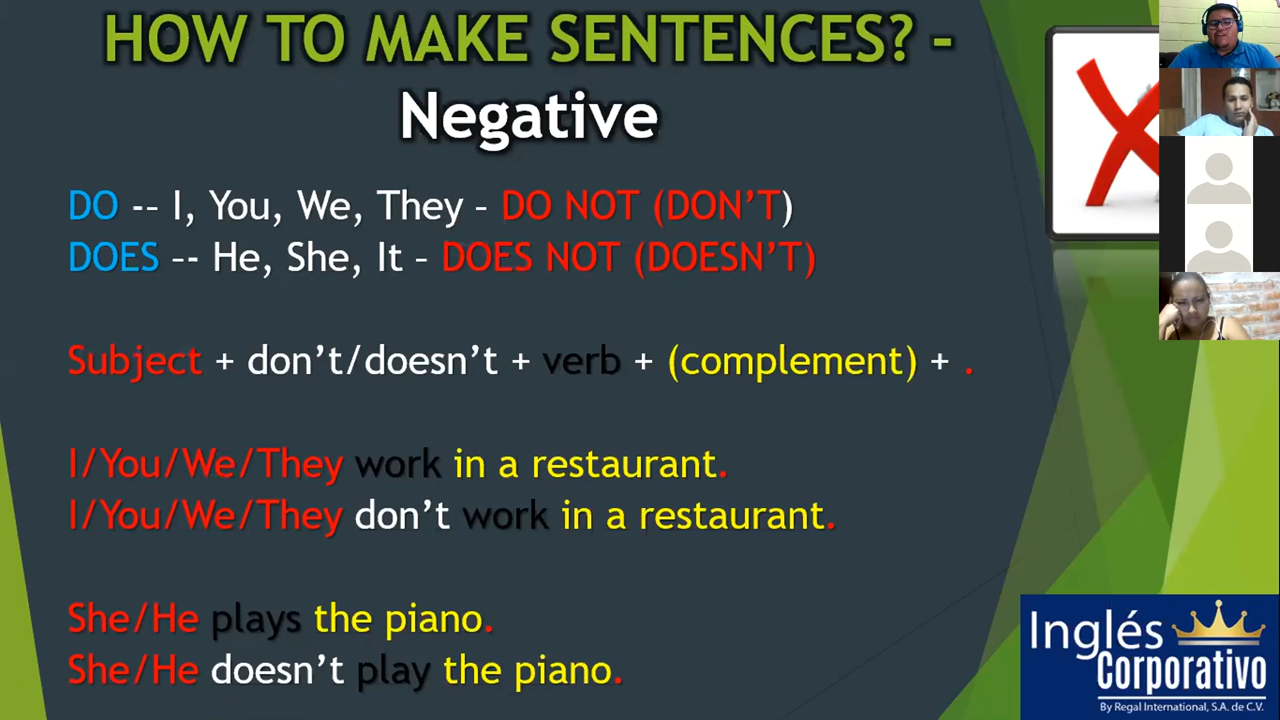 HOW TO MAKE SENTENCES? -
Negative
DO -- I, You, We, They – DO NOT (DON'T)
DOES –- He, She, It – DOES NOT (DOESN'T)
Subject + don't/doesn't + verb + (complement) + .
I/You/We/They work in a restaurant.
I/You/We/They don't work in a restaurant.
She/He plays the piano.
She/He doesn't play the piano.
Inglés
Corporativo
By Regal International, S.A. de C.V.